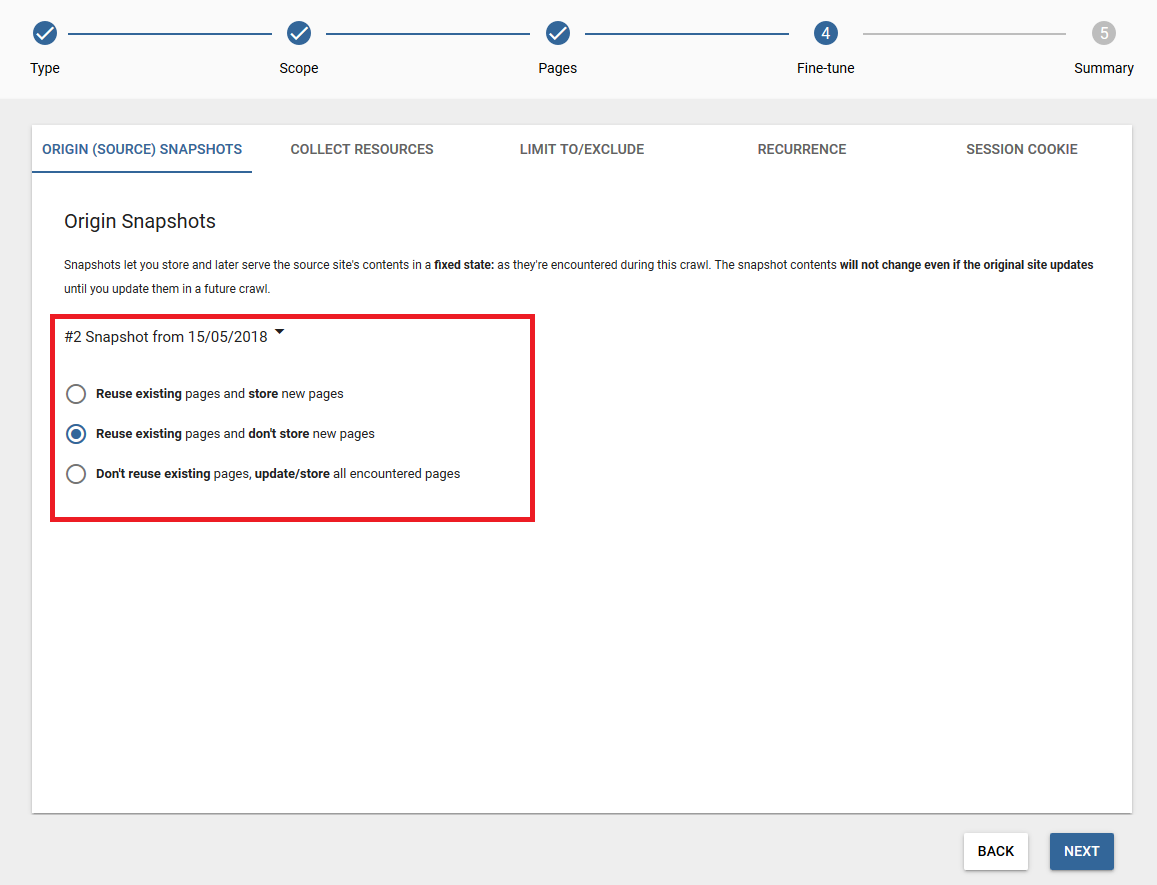 4
5
Type
Scope
Pages
Fine-tune
Summary
ORIGIN (SOURCE) SNAPSHOTS
COLLECT RESOURCES
LIMIT TO/EXCLUDE
RECURRENCE
SESSION COOKIE
Origin Snapshots
Snapshots let you store and later serve the source site's contents in a fixed state: as they're encountered during this crawl. The snapshot contents will not change even if the original site updates
until you update them in a future crawl.
#2 Snapshot from 15/05/2018
Reuse existing pages and store new pages
Reuse existing pages and don't store new pages
Don't reuse existing pages, update/store all encountered pages
BACK
NEXT